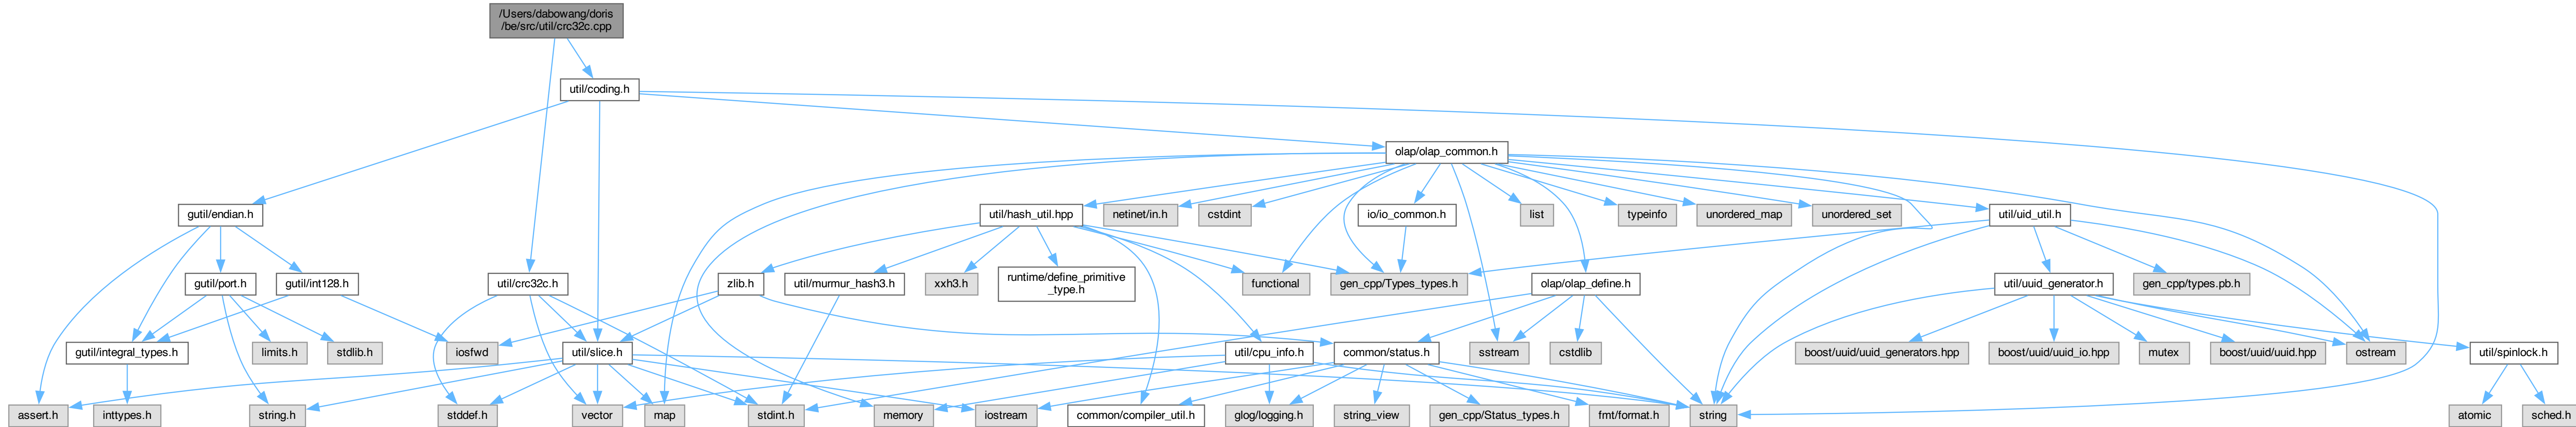 /Users/dabowang/doris
/be/src/util/crc32c.cpp
util/coding.h
olap/olap_common.h
gutil/endian.h
util/hash_util.hpp
netinet/in.h
cstdint
io/io_common.h
list
typeinfo
unordered_map
unordered_set
util/uid_util.h
gutil/port.h
gutil/int128.h
util/crc32c.h
zlib.h
util/murmur_hash3.h
xxh3.h
runtime/define_primitive
_type.h
functional
gen_cpp/Types_types.h
olap/olap_define.h
util/uuid_generator.h
gen_cpp/types.pb.h
gutil/integral_types.h
limits.h
stdlib.h
iosfwd
util/slice.h
util/cpu_info.h
common/status.h
sstream
cstdlib
boost/uuid/uuid_generators.hpp
boost/uuid/uuid_io.hpp
mutex
boost/uuid/uuid.hpp
ostream
util/spinlock.h
assert.h
inttypes.h
string.h
stddef.h
vector
map
stdint.h
memory
iostream
common/compiler_util.h
glog/logging.h
string_view
gen_cpp/Status_types.h
fmt/format.h
string
atomic
sched.h